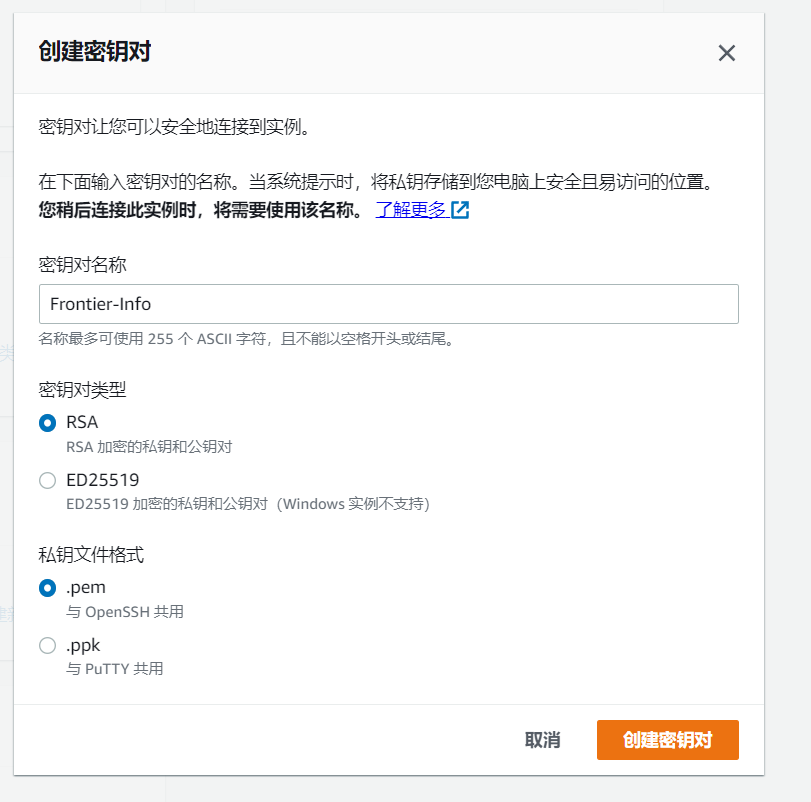 创建密钥对
密钥对让您可以安全地连接到实例。
在下面输入密钥对的名称。当系统提示时，将私钥存储到您电脑上安全且易访问的位置。
您稍后连接此实例时，将需要使用该名称。 了解更多
密钥对名称
Frontier-Info
名称最多可使用 255 个 ASCII 字符，且不能以空格开头或结尾。
密钥对类型
RSA
RSA 加密的私钥和公钥对
ED25519
ED25519 加密的私钥和公钥对（Windows 实例不支持）
私钥文件格式
.pem
与 OpenSSH 共用
.ppk
与 PuTTY 共用
取消 创建密钥对